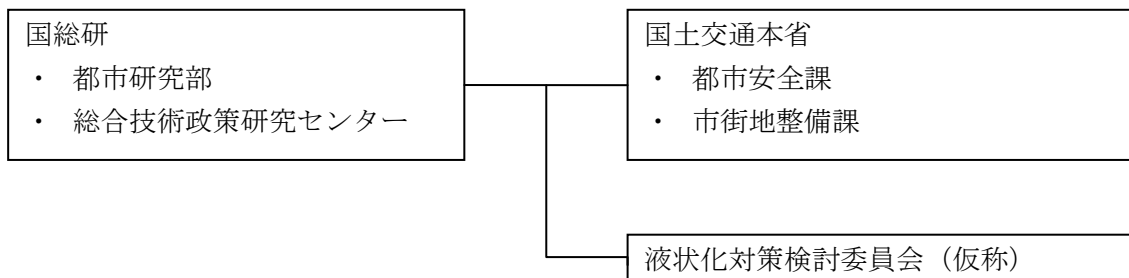 国総研
・ 都市研究部
・ 総合技術政策研究センター
国土交通本省
・ 都市安全課
・ 市街地整備課
液状化対策検討委員会（仮称）